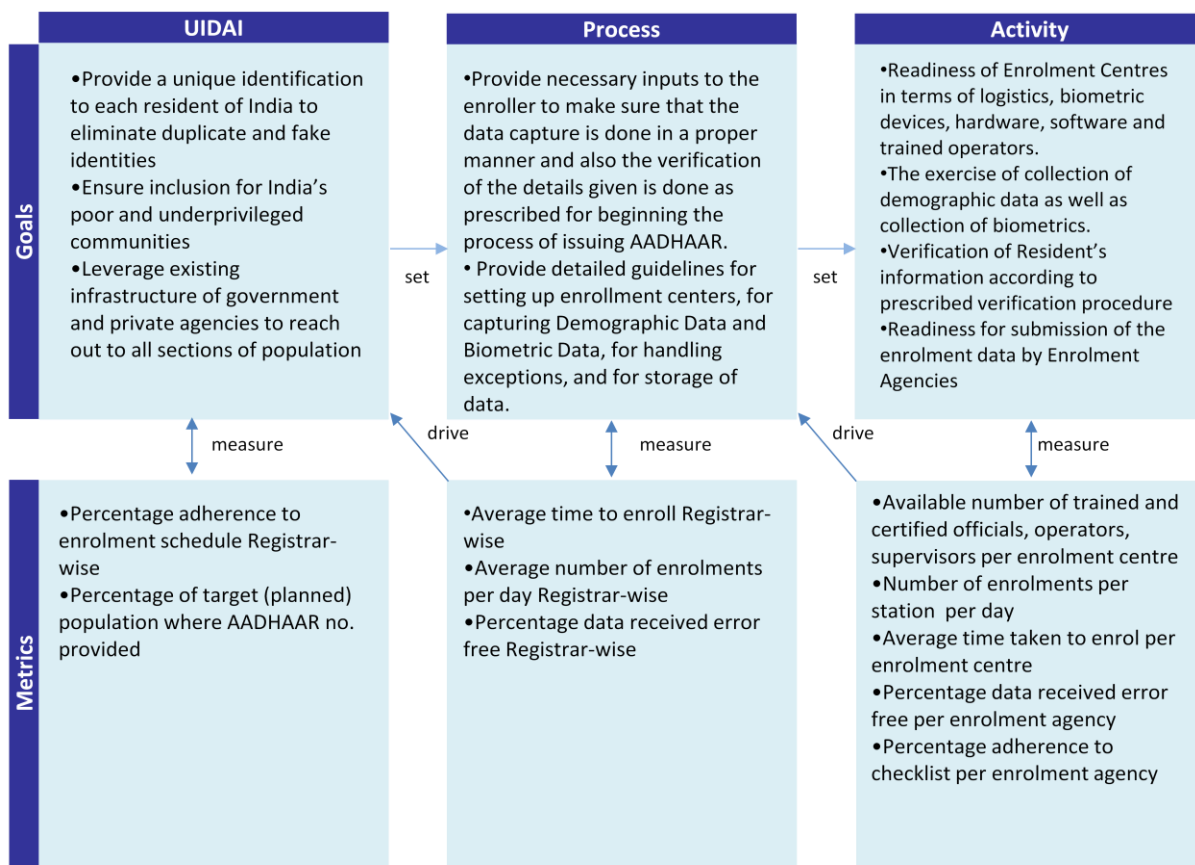 UIDAI
Process
Activity
Goals
•Provide a unique identification
to each resident of India to
eliminate duplicate and fake
identities
•Ensure inclusion for India’s
poor and underprivileged
communities
•Leverage existing
infrastructure of government
and private agencies to reach
out to all sections of population
set
•Provide necessary inputs to the
enroller to make sure that the
data capture is done in a proper
manner and also the verification
of the details given is done as
prescribed for beginning the
process of issuing AADHAAR.
• Provide detailed guidelines for
setting up enrollment centers, for
capturing Demographic Data and
Biometric Data, for handling
exceptions, and for storage of
data.
set
•Readiness of Enrolment Centres
in terms of logistics, biometric
devices, hardware, software and
trained operators.
•The exercise of collection of
demographic data as well as
collection of biometrics.
•Verification of Resident’s
information according to
prescribed verification procedure
•Readiness for submission of the
enrolment data by Enrolment
Agencies
measure
drive
measure
drive
measure
Metrics
•Percentage adherence to
enrolment schedule Registrar-
wise
•Percentage of target (planned)
population where AADHAAR no.
provided
•Average time to enroll Registrar-
wise
•Average number of enrolments
per day Registrar-wise
•Percentage data received error
free Registrar-wise
•Available number of trained and
certified officials, operators,
supervisors per enrolment centre
•Number of enrolments per
station per day
•Average time taken to enrol per
enrolment centre
•Percentage data received error
free per enrolment agency
•Percentage adherence to
checklist per enrolment agency